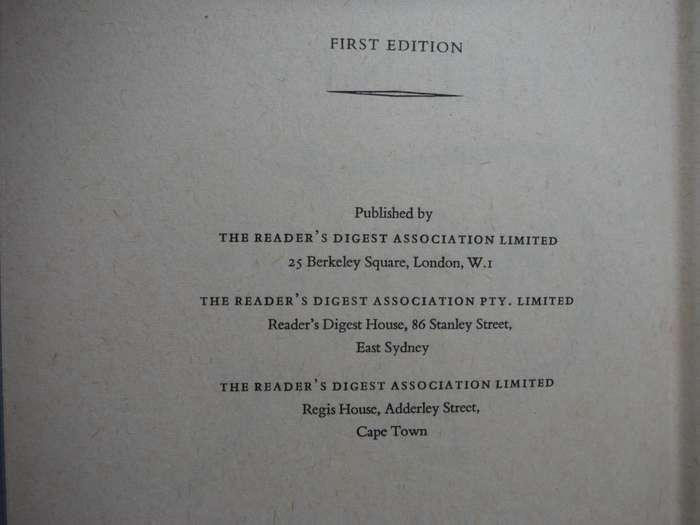 FIRST EDITION
Published by
THE READER'S DIGEST ASSOCIATION LIMITED
25 Berkeley Square, London, W.1
THE READER'S DIGEST ASSOCIATION PTY. LIMITED
Reader's Digest House, 86 Stanley Street,
East Sydney
THE READER'S DIGEST ASSOCIATION LIMITED
Regis House, Adderley Street,
Cape Town